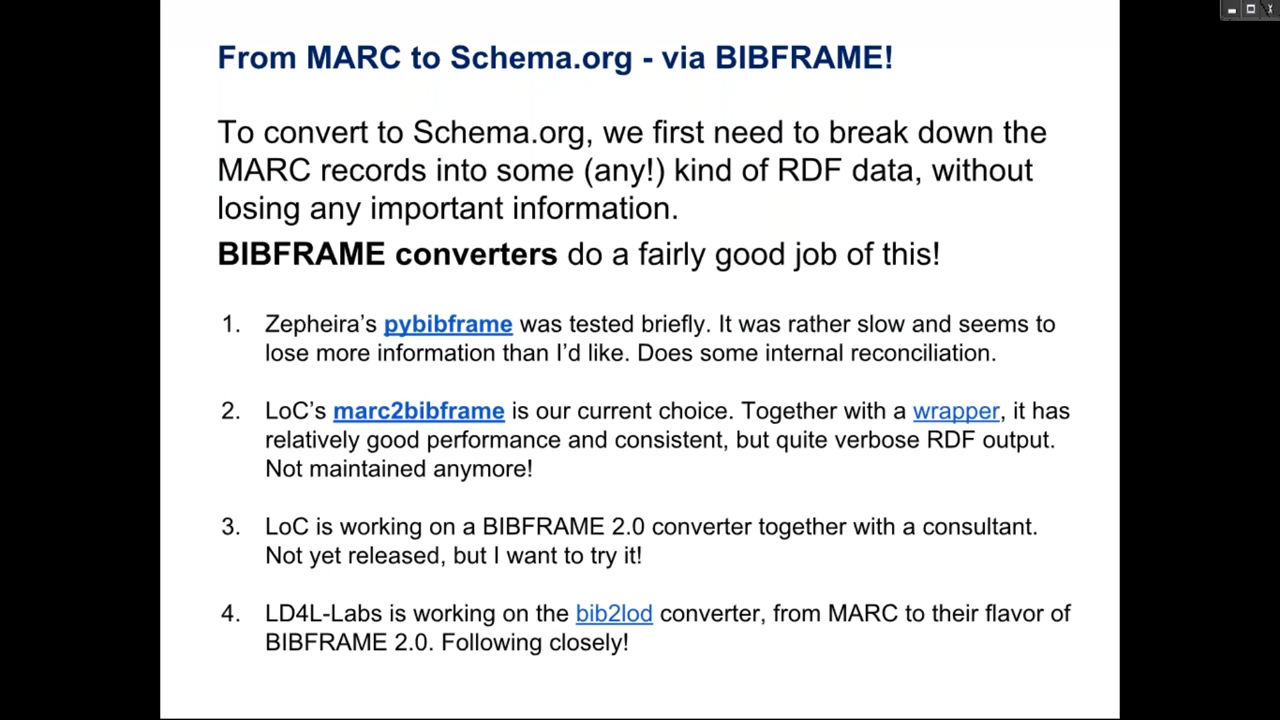 From MARC to Schema.org - via BIBFRAME!
To convert to Schema.org, we first need to break down the
MARC records into some (any!) kind of RDF data, without
losing any important information.
BIBFRAME converters do a fairly good job of this!
1. Zepheira’s pybibframe was tested briefly. It was rather slow and seems to
lose more information than I’d like. Does some internal reconciliation.
2. LoC’s marc2bibframe is our current choice. Together with a wrapper, it has
relatively good performance and consistent, but quite verbose RDF output.
Not maintained anymore!
3. LoC is working on a BIBFRAME 2.0 converter together with a consultant.
Not yet released, but I want to try it!
4. LD4L-Labs is working on the bib2lod converter, from MARC to their flavor of
BIBFRAME 2.0. Following closely!